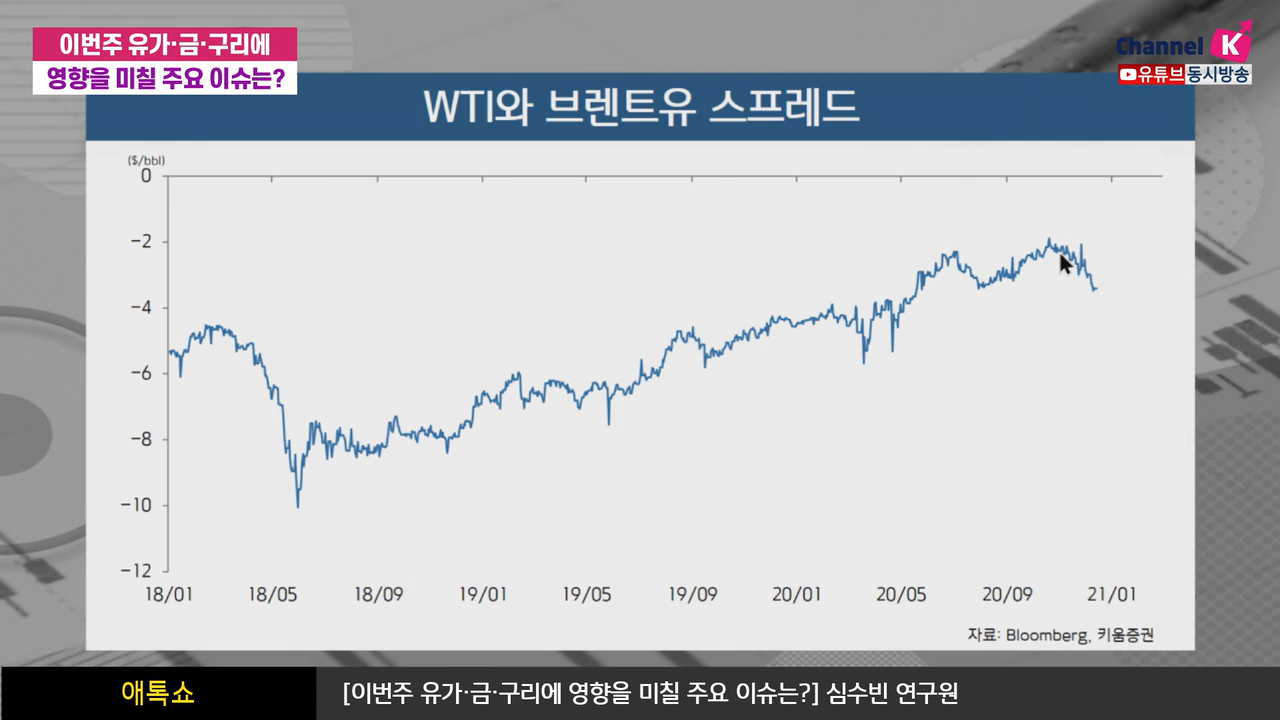 이번주 유가·금·구리에
영향을 미칠 주요 이슈는?
Channel K
유튜브동시방송
WTI와 브렌트유 스프레드
($/bbl)
0
−2
−4
−6
−8
−10
−12
18/01 18/05 18/09 19/01 19/05 19/09 20/01 20/05 20/09 21/01
자료: Bloomberg, 키움증권
애톡쇼
[이번주 유가·금·구리에 영향을 미칠 주요 이슈는?] 심수빈 연구원